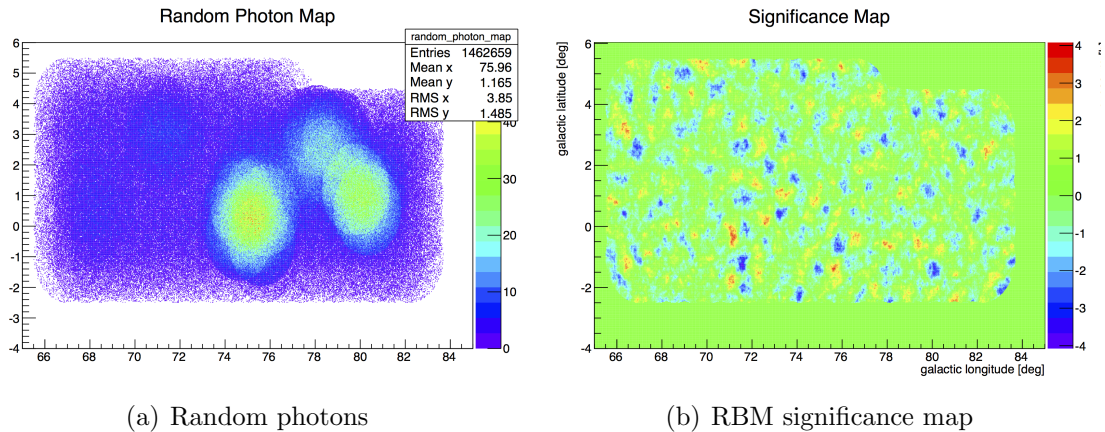 Random Photon Map
random_photon_map
Entries 1462659
Mean x 75.96
Mean y 1.165
RMS x 3.85
RMS y 1.485
6
5
4
3
2
1
0
-1
-2
-3
-4
66 68 70 72 74 76 78 80 82 84
40
30
20
10
0
Significance Map
galactic latitude [deg]
6
4
2
0
-2
-4
66 68 70 72 74 76 78 80 82 84
galactic longitude [deg]
4
3
2
1
0
-1
-2
-3
-4
(a) Random photons
(b) RBM significance map